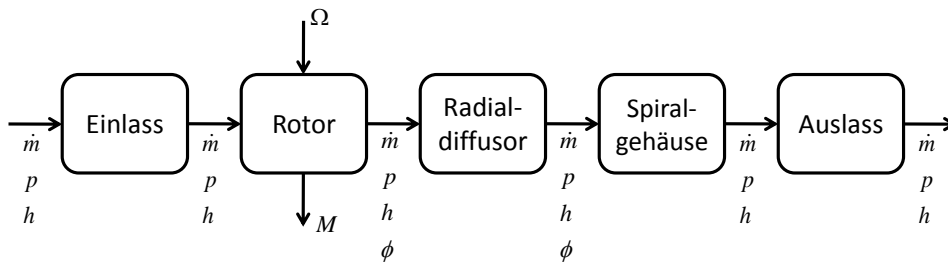 Ω
Einlass
Rotor
Radial-
diffusor
Spiral-
gehäuse
Auslass
ṁ
p
h
ṁ
p
h
M
ṁ
p
h
ϕ
ṁ
p
h
ϕ
ṁ
p
h
ṁ
p
h